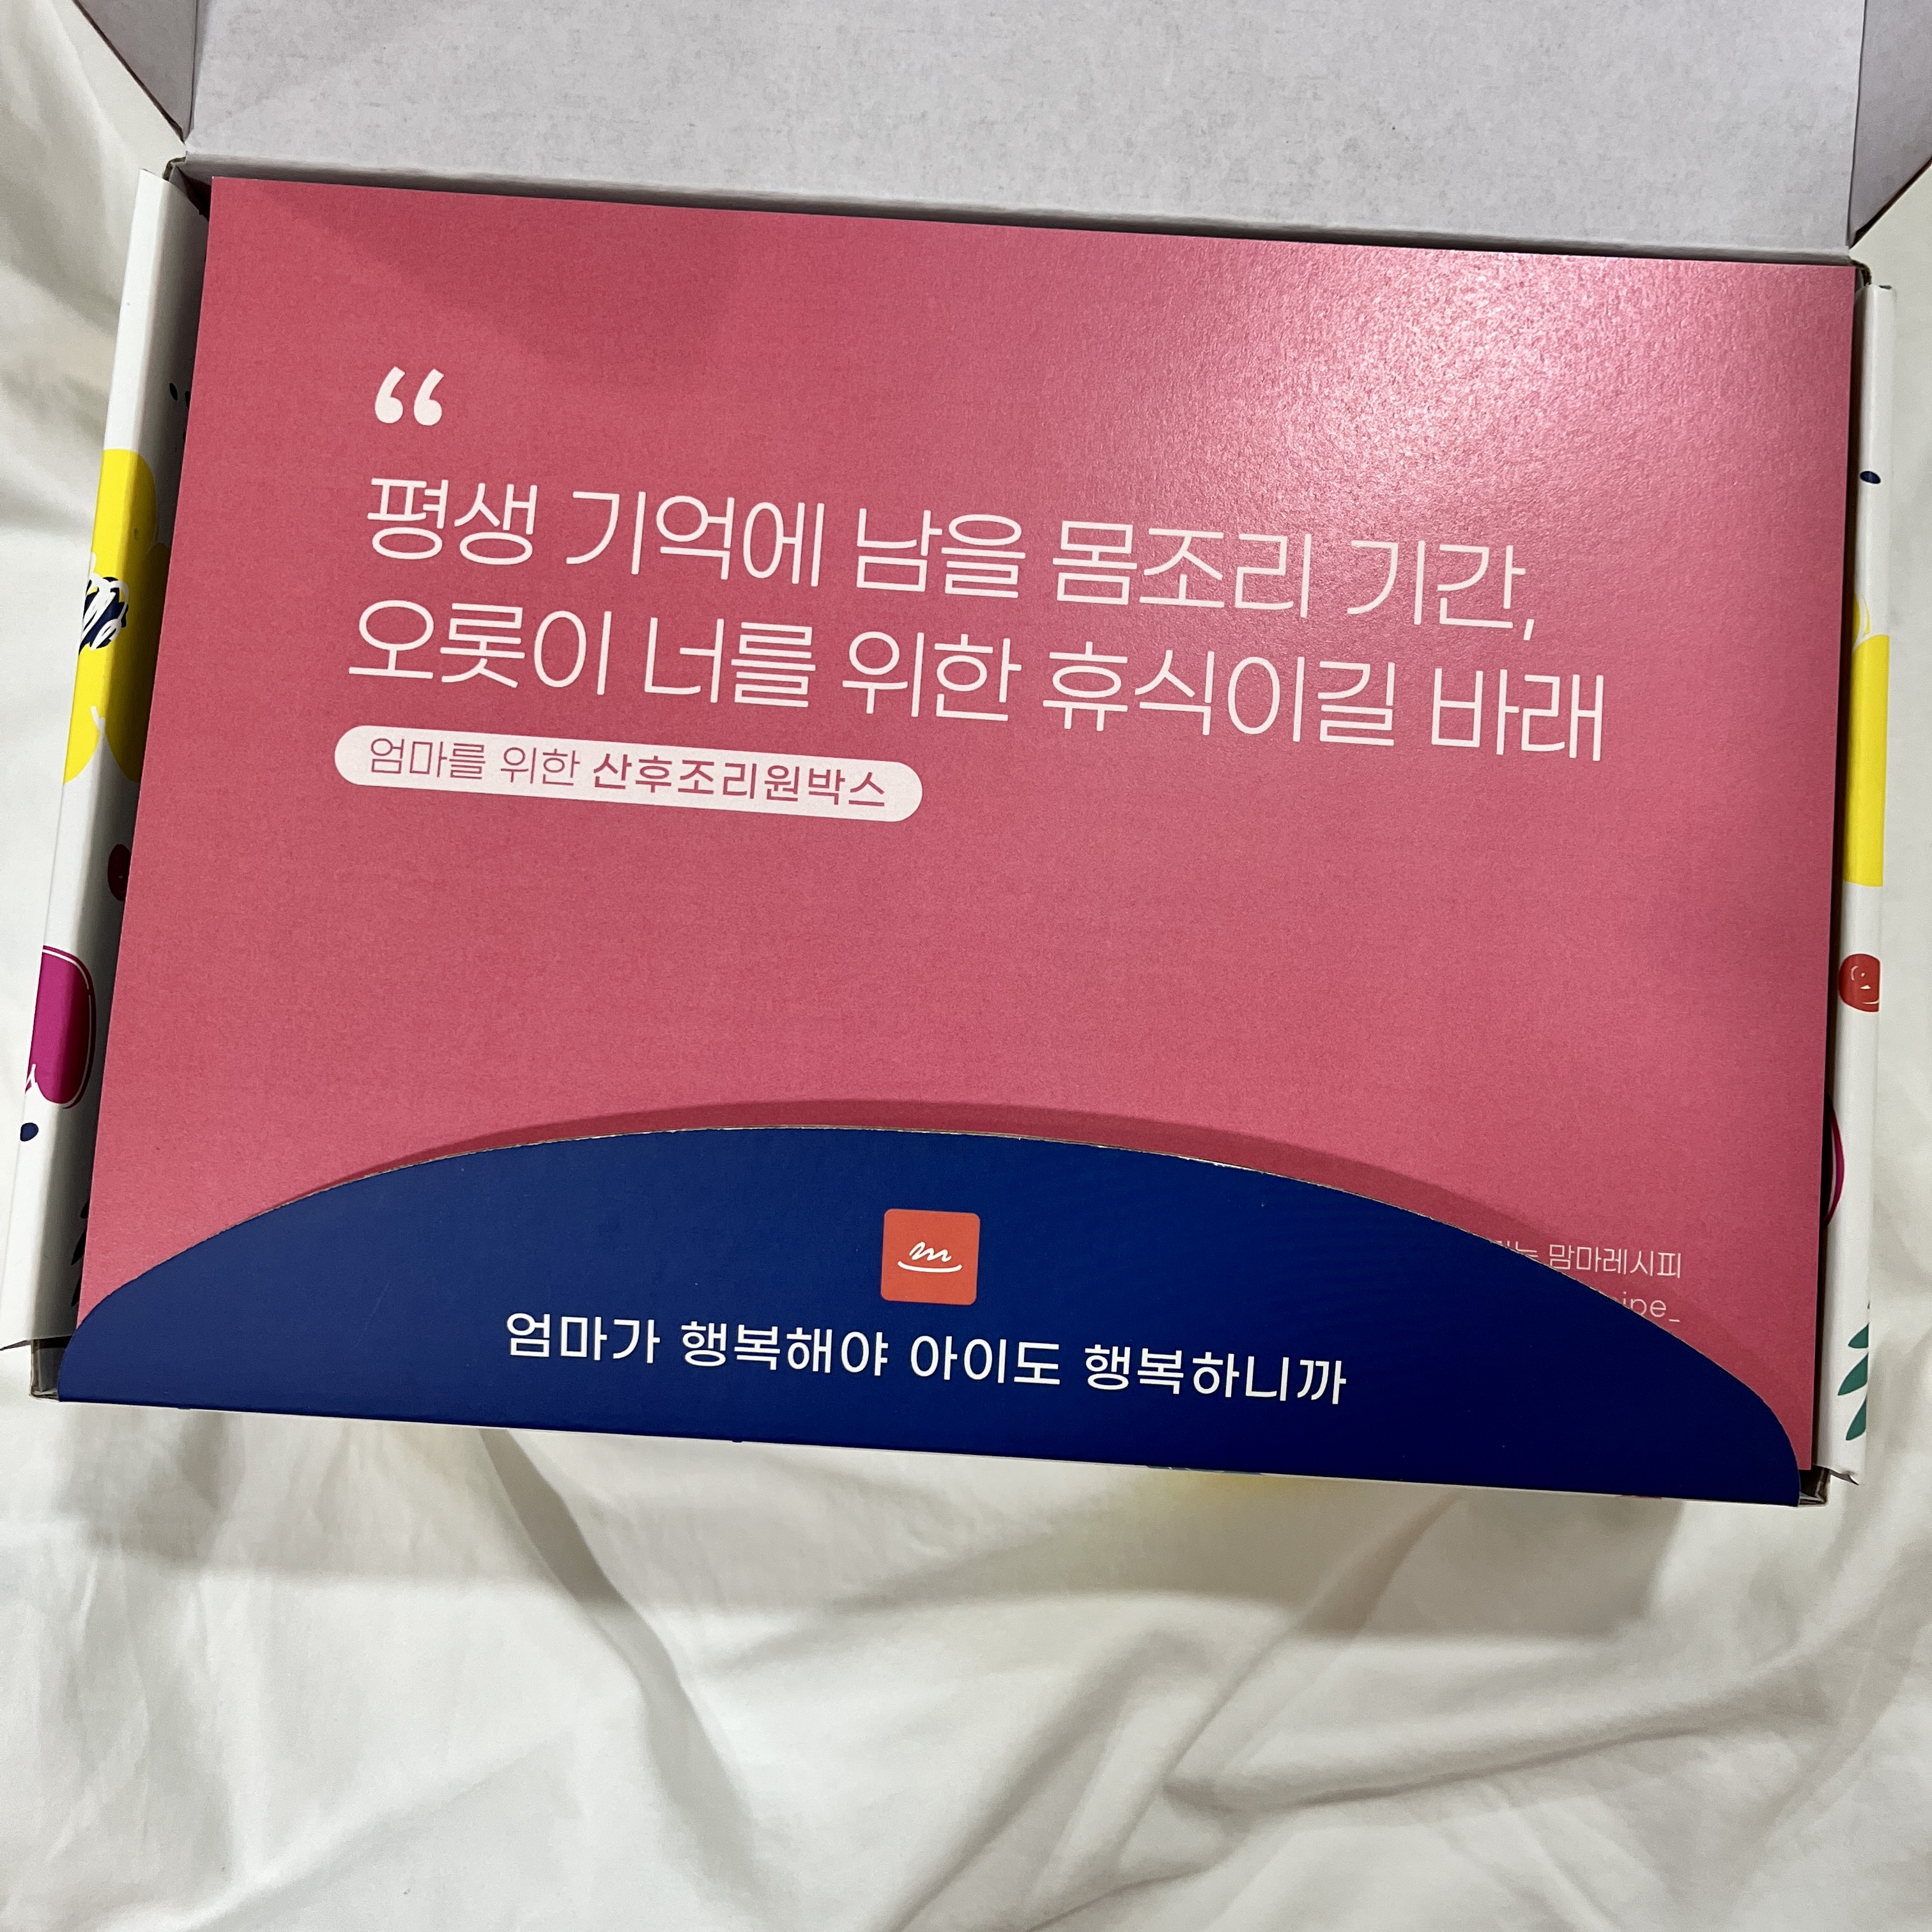 “
평생 기억에 남을 몸조리 기간,
오롯이 너를 위한 휴식이길 바래
엄마를 위한 산후조리원박스
맘마레시피
m
엄마가 행복해야 아이도 행복하니까